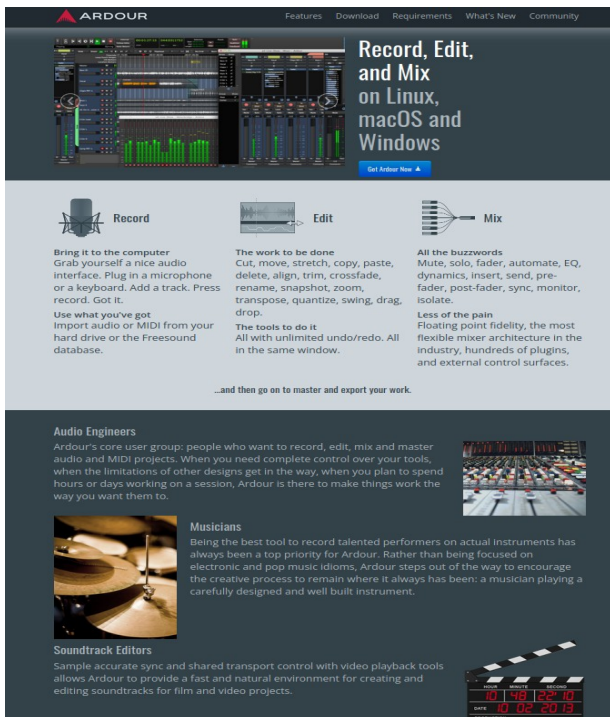 ARDOUR
Features Download Requirements What's New Community
Record, Edit,
and Mix
on Linux,
macOS and
Windows
Get Ardour Now
Record
Bring it to the computer
Grab yourself a nice audio
interface. Plug in a microphone
or a keyboard. Add a track. Press
record. Got it.
Use what you've got
Import audio or MIDI from your
hard drive or the Freesound
database.
Edit
The work to be done
Cut, move, stretch, copy, paste,
delete, align, trim, crossfade,
rename, snapshot, zoom,
transpose, quantize, swing, drag,
drop.
The tools to do it
All with unlimited undo/redo. All
in the same window.
Mix
All the buzzwords
Mute, solo, fader, automate, EQ,
dynamics, insert, send, pre-
fader, post-fader, sync, monitor,
isolate.
Less of the pain
Floating point fidelity, the most
flexible mixer architecture in the
industry, hundreds of plugins,
and external control surfaces.
...and then go on to master and export your work.
Audio Engineers
Ardour's core user group: people who want to record, edit, mix and master
audio and MIDI projects. When you need complete control over your tools,
when the limitations of other designs get in the way, when you plan to spend
hours or days working on a session, Ardour is there to make things work the
way you want them to.
Musicians
Being the best tool to record talented performers on actual instruments has
always been a top priority for Ardour. Rather than being focused on
electronic and pop music idioms, Ardour steps out of the way to encourage
the creative process to remain where it always has been: a musician playing a
carefully designed and well built instrument.
Soundtrack Editors
Sample accurate sync and shared transport control with video playback tools
allows Ardour to provide a fast and natural environment for creating and
editing soundtracks for film and video projects.
HOUR MINUTE SECOND
10 48 22:10
DATE 10 02 2013